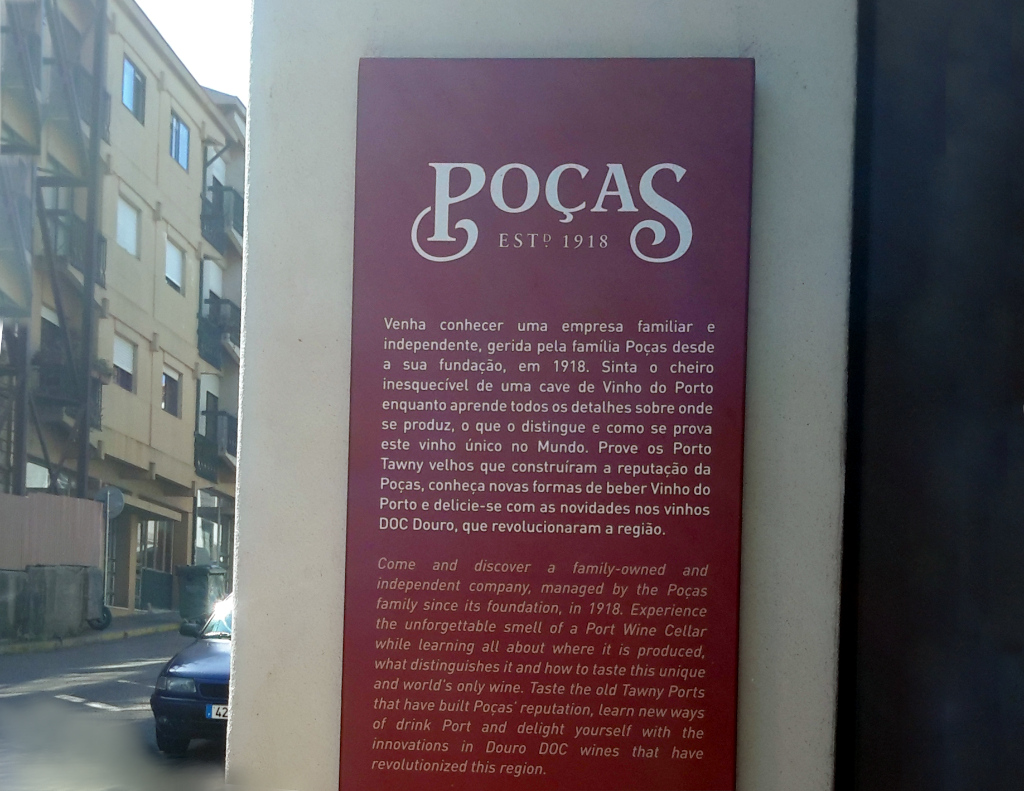 POÇAS
ESTD 1918
Venha conhecer uma empresa familiar e
independente, gerida pela família Poças desde
a sua fundação, em 1918. Sinta o cheiro
inesquecível de uma cave de Vinho do Porto
enquanto aprende todos os detalhes sobre onde
se produz, o que o distingue e como se prova
este vinho único no Mundo. Prove os Porto
Tawny velhos que construíram a reputação da
Poças, conheça novas formas de beber Vinho do
Porto e delicie-se com as novidades nos vinhos
DOC Douro, que revolucionaram a região.
Come and discover a family-owned and
independent company, managed by the Poças
family since its foundation, in 1918. Experience
the unforgettable smell of a Port Wine Cellar
while learning all about where it is produced,
what distinguishes it and how to taste this unique
and world's only wine. Taste the old Tawny Ports
that have built Poças' reputation, learn new ways
of drink Port and delight yourself with the
innovations in Douro DOC wines that have
revolutionized this region.
42